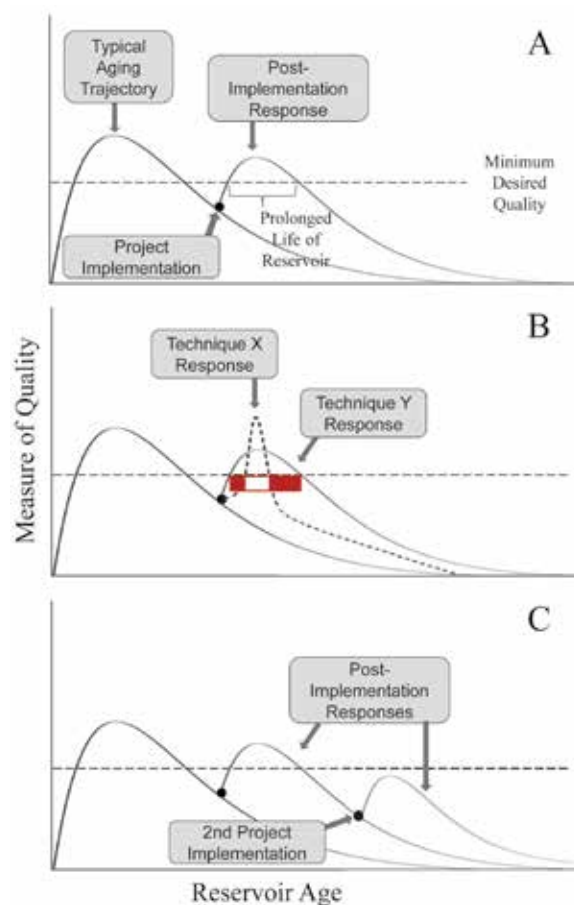 A
Typical
Aging
Trajectory
Post-
Implementation
Response
Minimum
Desired
Quality
Project
Implementation
Prolonged
Life of
Reservoir
B
Technique X
Response
Technique Y
Response
Measure of Quality
C
Post-
Implementation
Responses
2nd Project
Implementation
Reservoir Age